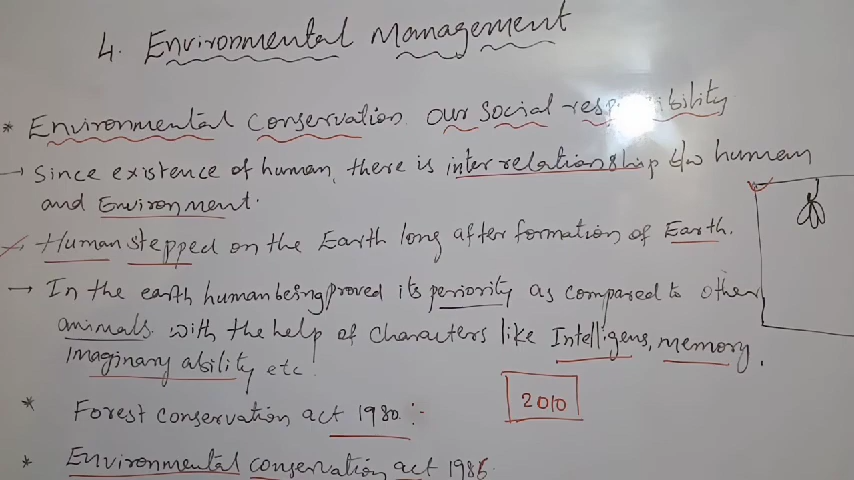 4. Environmental Management
* Environmental conservation our social responsibility
→ Since existence of human, there is inter relationship b/w human
and Environment.
→ Human stepped on the Earth long after formation of Earth.
→ In the earth humanbeing proved its periority as compared to other
animals with the help of characters like Intelligens, memory,
imaginary ability etc.
2010
* Forest conservation act 1980 :-
* Environmental conservation act 1986